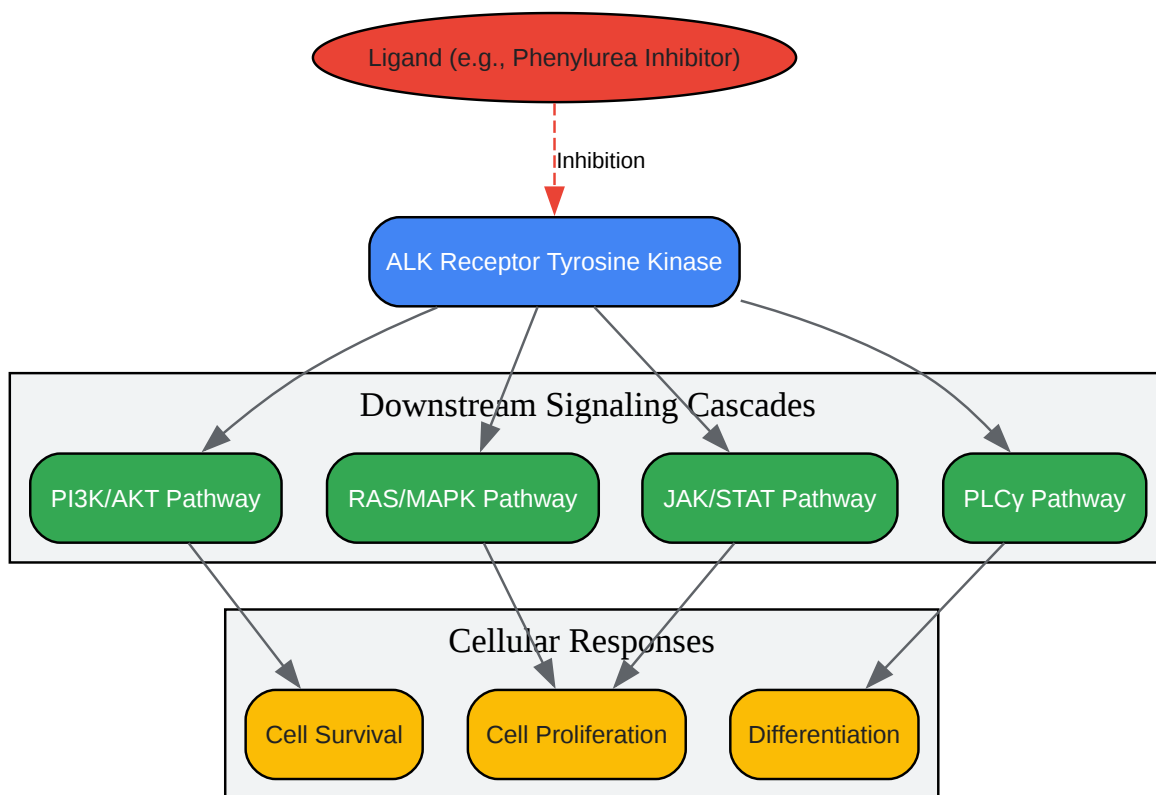 Ligand (e.g., Phenylurea Inhibitor)
Inhibition
ALK Receptor Tyrosine Kinase
Downstream Signaling Cascades
PI3K/AKT Pathway
RAS/MAPK Pathway
JAK/STAT Pathway
PLCγ Pathway
Cellular Responses
Cell Survival
Cell Proliferation
Differentiation